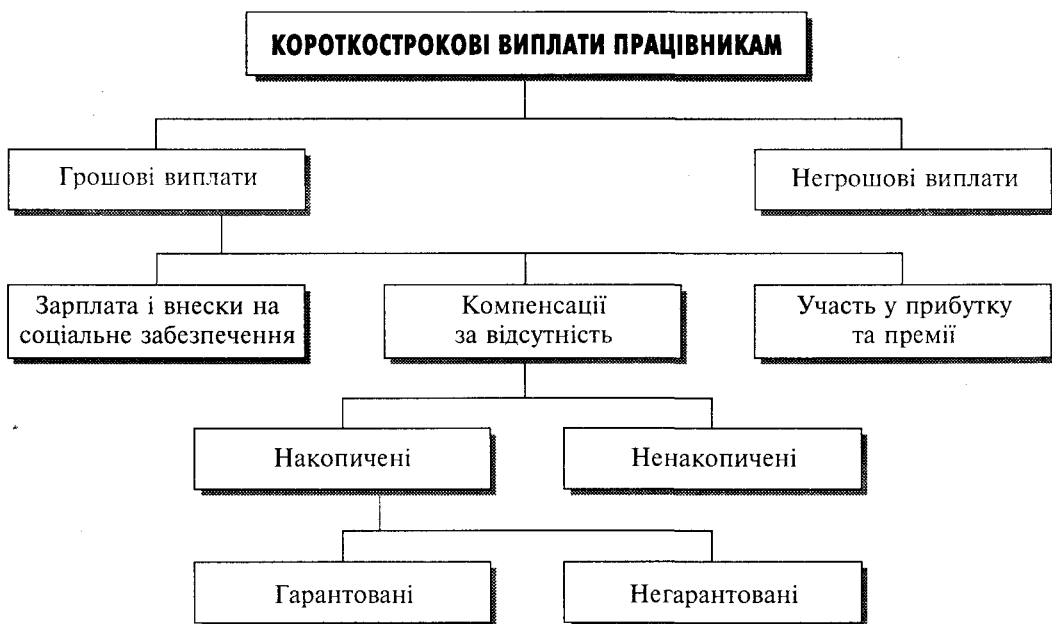 КОРОТКОСТРОКОВІ ВИПЛАТИ ПРАЦІВНИКАМ
Грошові виплати
Негрошові виплати
Зарплата і внески на
соціальне забезпечення
Компенсації
за відсутність
Участь у прибутку
та премії
Накопичені
Ненакопичені
Гарантовані
Негарантовані